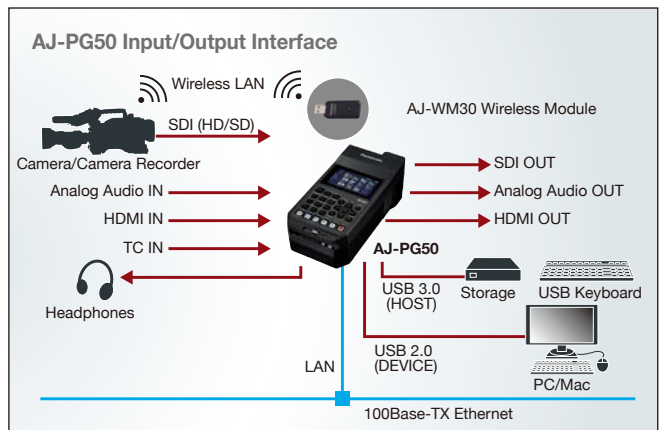 AJ-PG50 Input/Output Interface
Wireless LAN
AJ-WM30 Wireless Module
SDI (HD/SD)
Camera/Camera Recorder
SDI OUT
Analog Audio IN
Analog Audio OUT
HDMI IN
HDMI OUT
TC IN
AJ-PG50
Headphones
USB 3.0
(HOST)
Storage
USB Keyboard
USB 2.0
(DEVICE)
LAN
PC/Mac
100Base-TX Ethernet